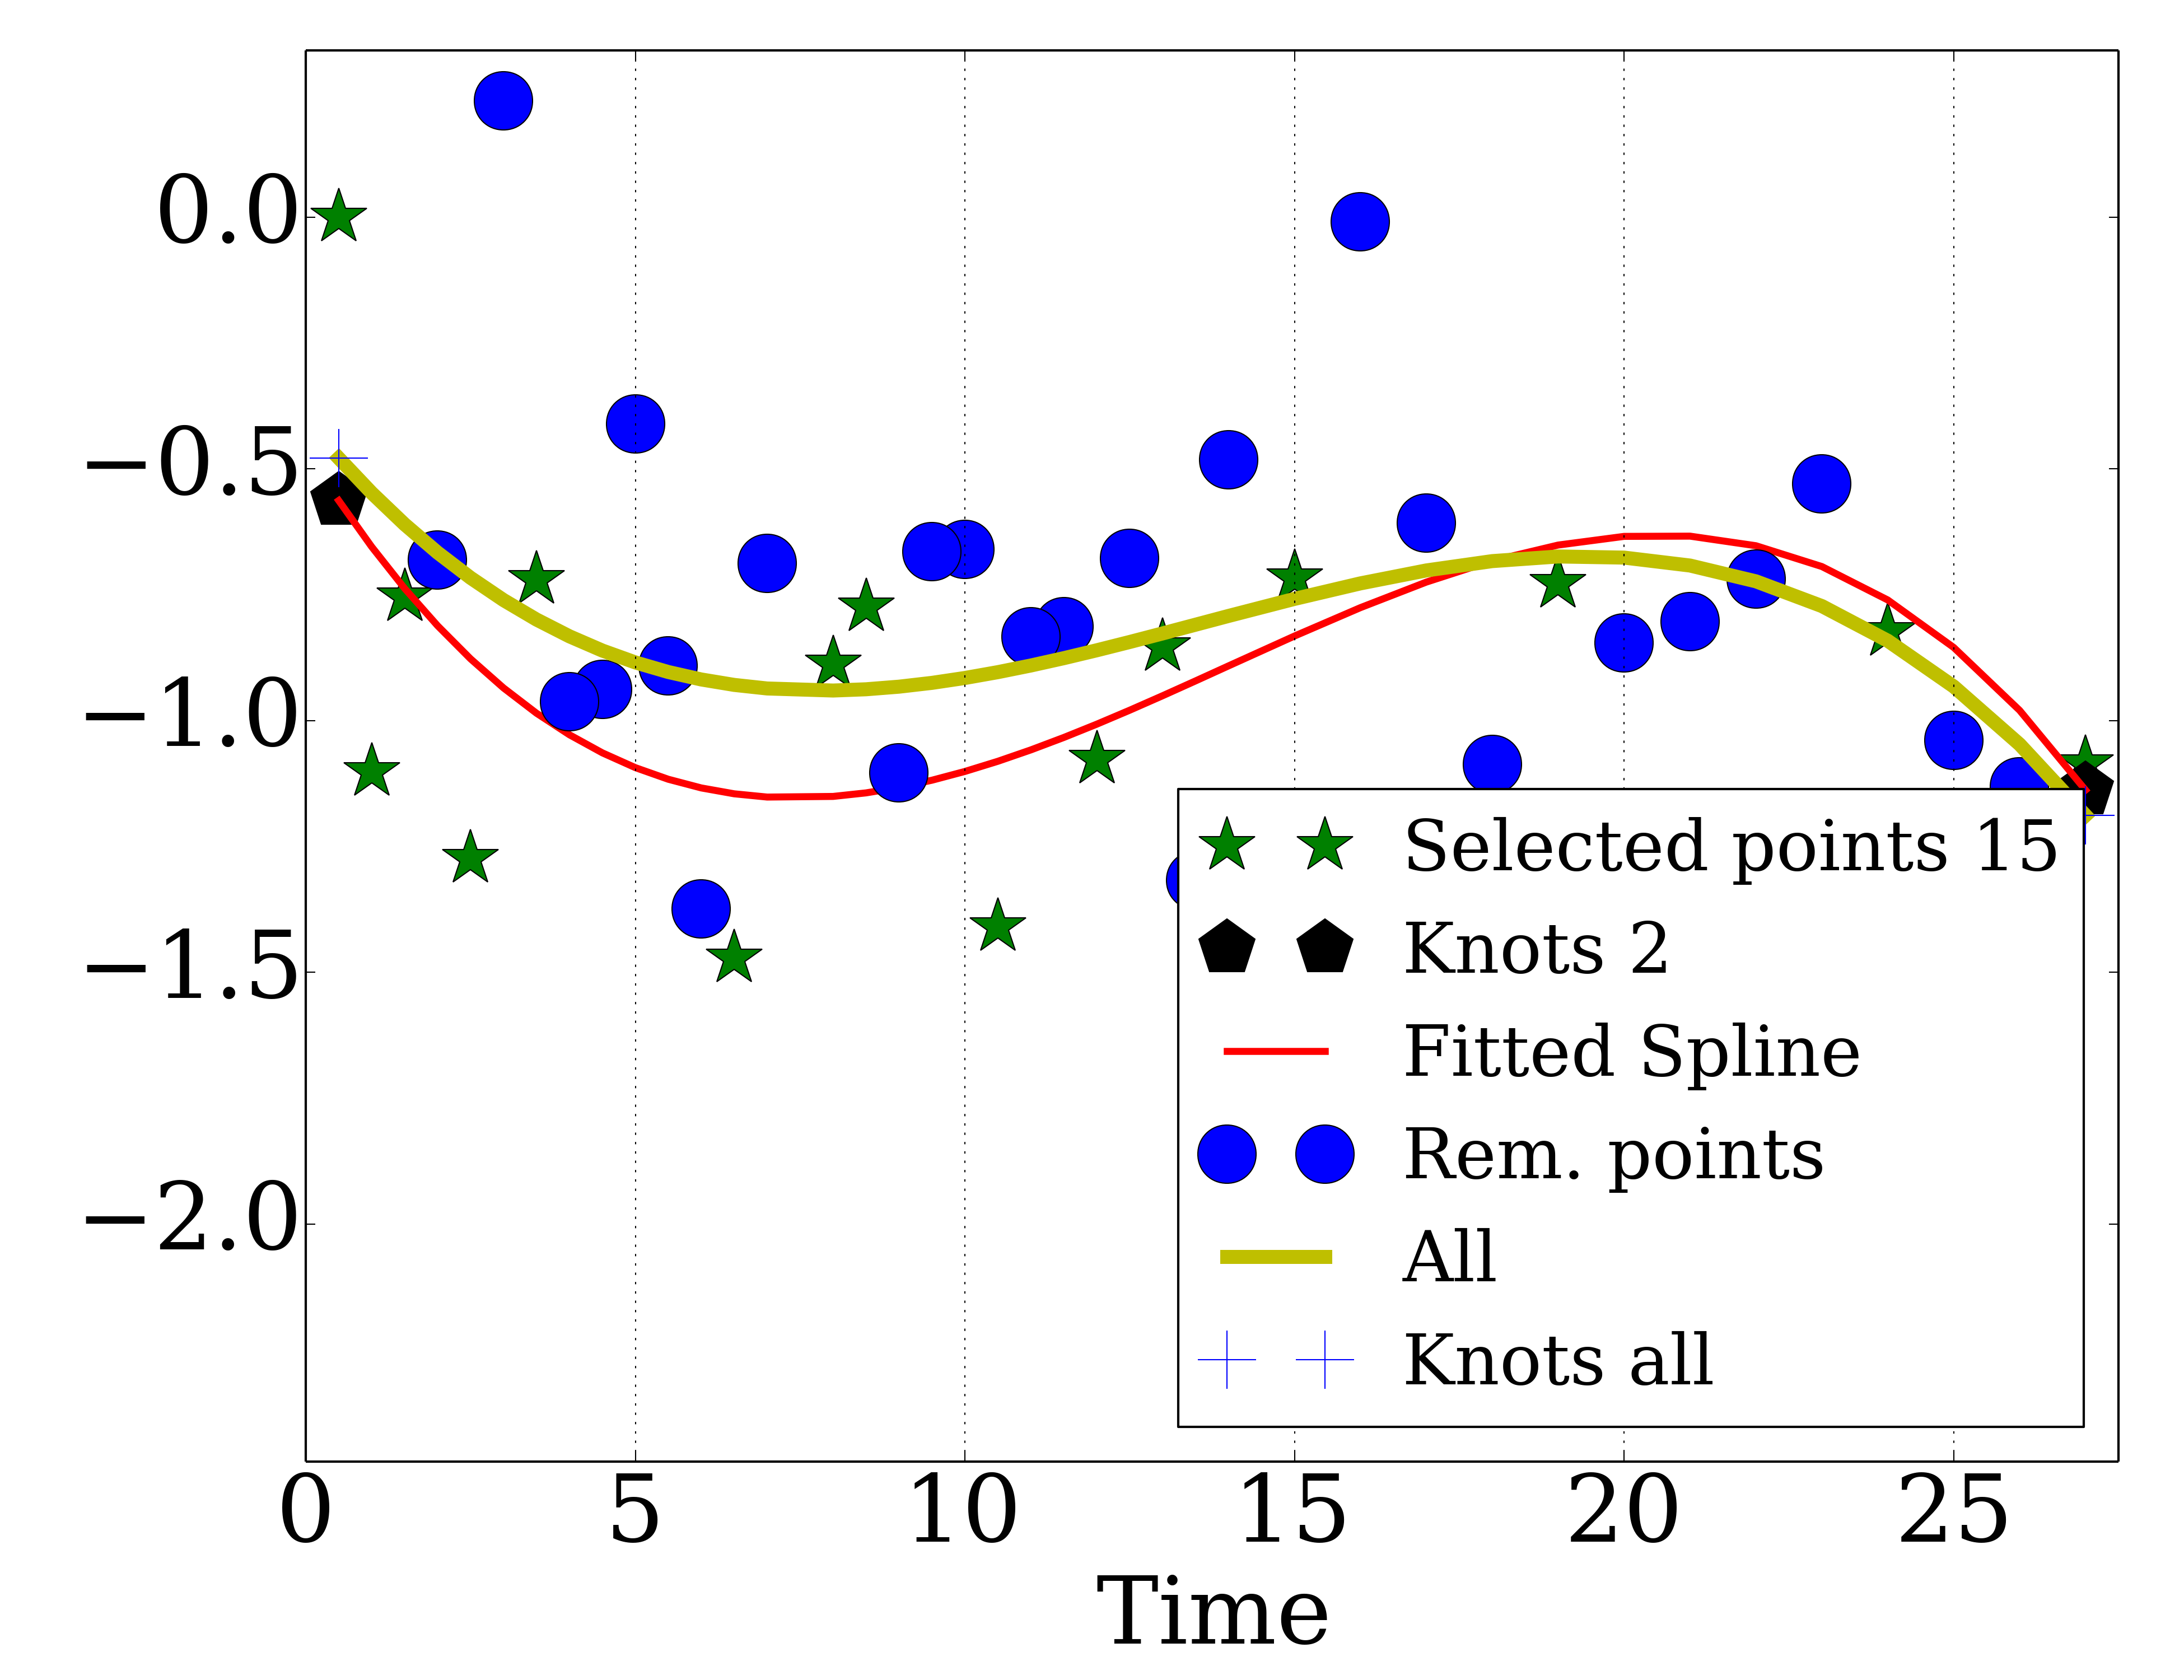 0.0
−0.5
−1.0
−1.5
−2.0
Selected points 15
Knots 2
Fitted Spline
Rem. points
All
Knots all
0 5 10 15 20 25
Time